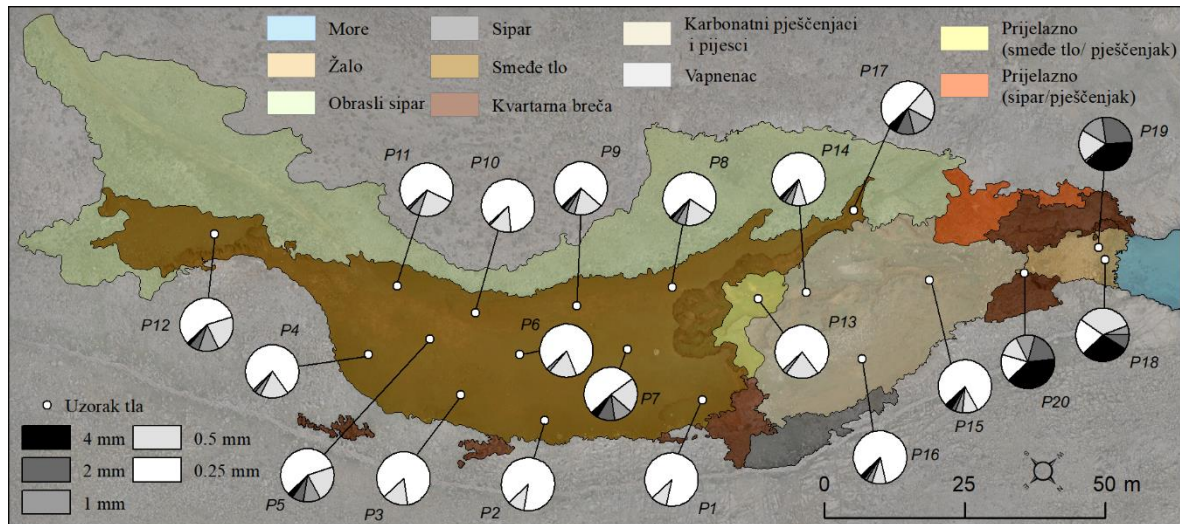 More
Žalo
Obrasli sipar
Sipar
Smeđe tlo
Kvartarna breča
Karbonatni pješčenjaci
i pijesci
Vapnenac
Prijelazno
(smeđe tlo/ pješčenjak)
Prijelazno
(sipar/pješčenjak)
P17
P19
P11
P10
P9
P8
P14
P12
P4
P6
P13
P7
P18
P20
P15
P16
P5
P3
P2
P1
Uzorak tla
4 mm
2 mm
1 mm
0.5 mm
0.25 mm
0 25 50 m